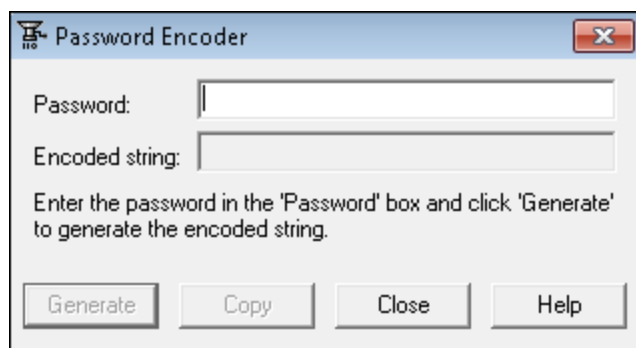 Password Encoder
Password:
Encoded string:
Enter the password in the 'Password' box and click 'Generate'
to generate the encoded string.
Generate Copy Close Help